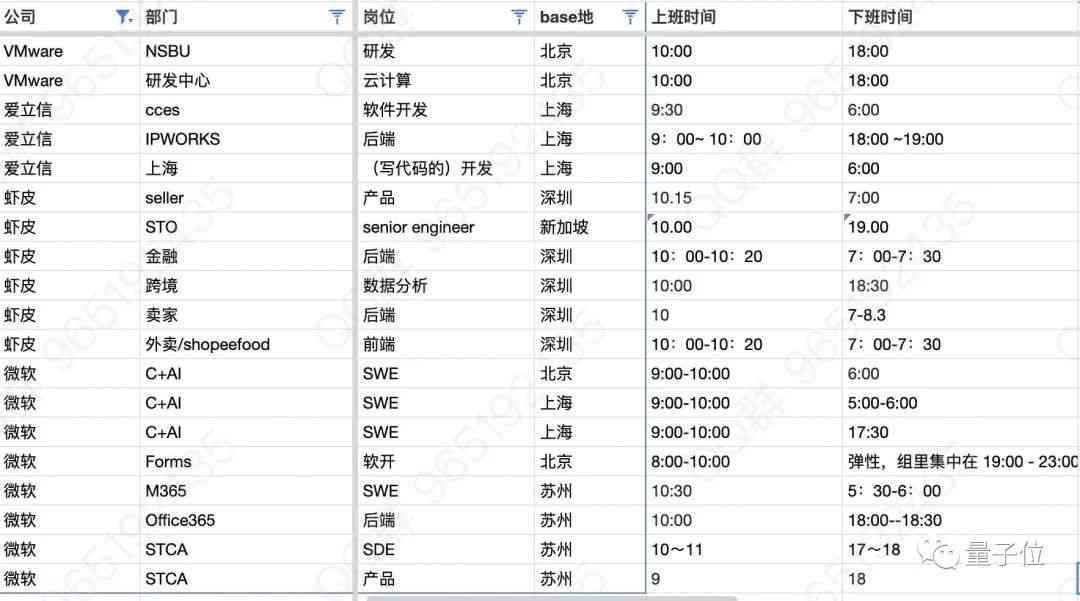 公司 部门 岗位 base地 上班时间 下班时间
VMware NSBU 研发 北京 10:00 18:00
VMware 研发中心 云计算 北京 10:00 18:00
爱立信 cces 软件开发 上海 9:30 6:00
爱立信 IPWORKS 后端 上海 9：00~ 10：00 18:00 ~19:00
爱立信 上海 （写代码的）开发 上海 9:00 6:00
虾皮 seller 产品 深圳 10.15 7:00
虾皮 STO senior engineer 新加坡 10.00 19.00
虾皮 金融 后端 深圳 10：00-10：20 7：00-7：30
虾皮 跨境 数据分析 深圳 10:00 18:30
虾皮 卖家 后端 深圳 10 7-8.3
虾皮 外卖/shopeefood 前端 深圳 10：00-10：20 7：00-7：30
微软 C+AI SWE 北京 9:00-10:00 6:00
微软 C+AI SWE 上海 9:00-10:00 5:00-6:00
微软 C+AI SWE 上海 9:00-10:00 17:30
微软 Forms 软开 北京 8:00-10:00 弹性，组里集中在 19:00 - 23:00
微软 M365 SWE 苏州 10:30 5：30-6：00
微软 Office365 后端 苏州 10:00 18:00--18:30
微软 STCA SDE 苏州 10～11 17～18
微软 STCA 产品 苏州 9 18
量子位